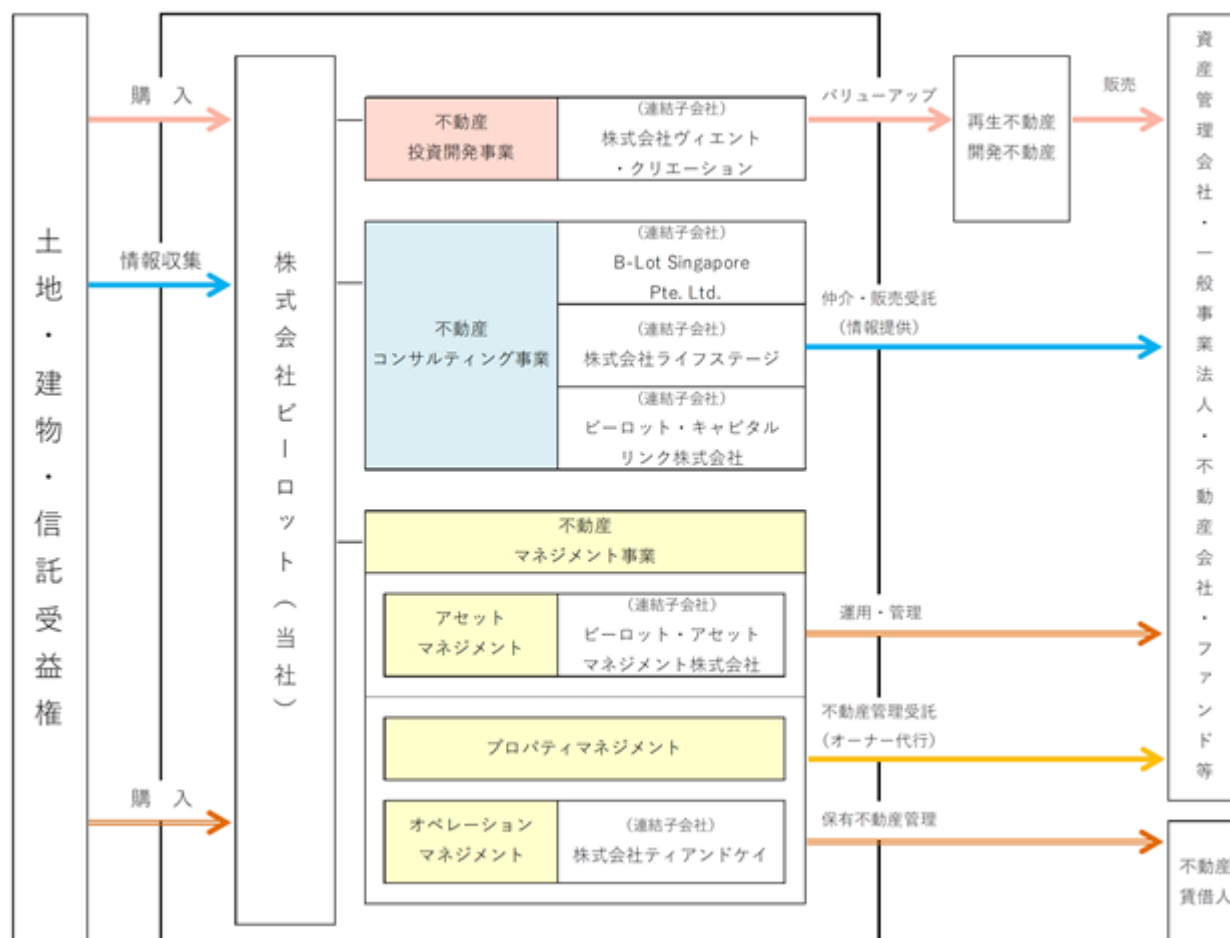 土地・建物・信託受益権
購 入
情報収集
購 入
株式会社ビーロット（当社）
不動産
投資開発事業
(連結子会社)
株式会社ヴィエント
・クリエーション
不動産
コンサルティング事業
(連結子会社)
B-Lot Singapore
Pte. Ltd.
(連結子会社)
株式会社ライフステージ
(連結子会社)
ビーロット・キャピタル
リンク株式会社
不動産
マネジメント事業
アセット
マネジメント
(連結子会社)
ビーロット・アセット
マネジメント株式会社
プロパティマネジメント
オペレーション
マネジメント
(連結子会社)
株式会社ティアンドケイ
バリューアップ
再生不動産
開発不動産
販売
仲介・販売受託
(情報提供)
運用・管理
不動産管理受託
(オーナー代行)
保有不動産管理
資産管理会社・一般事業法人・不動産会社・ファンド等
不動産
賃借人